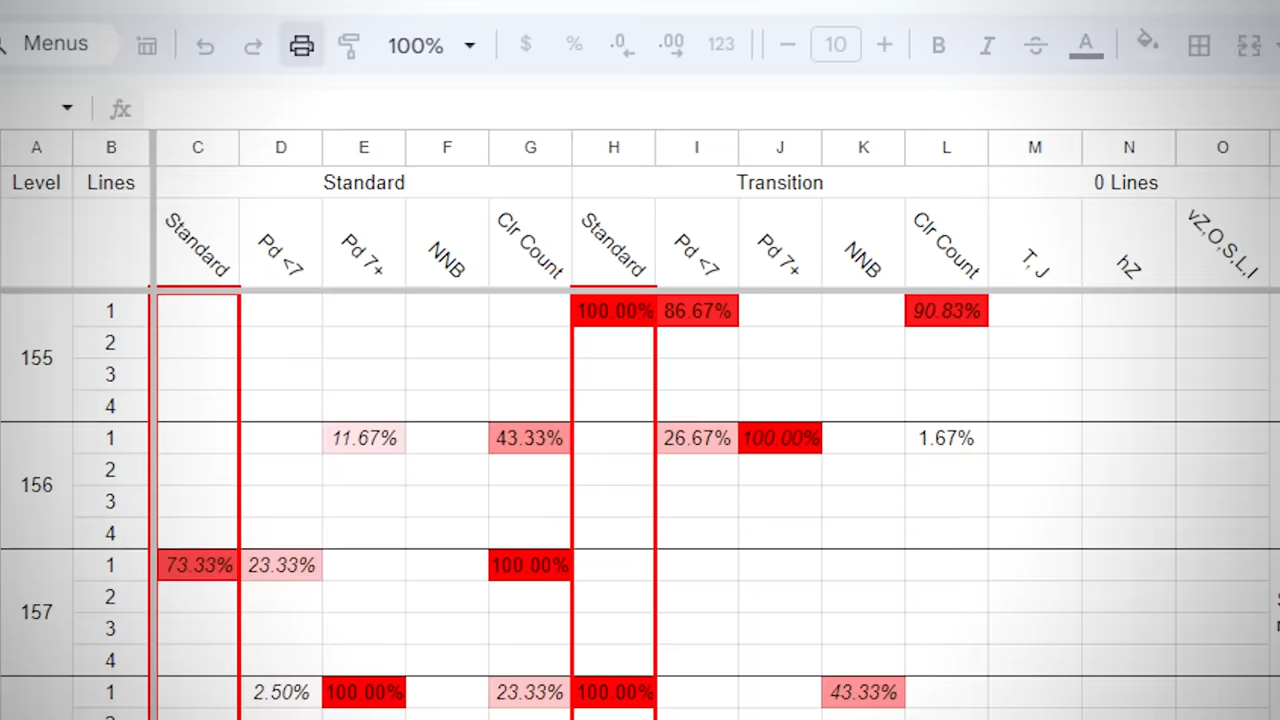 Menus 100% $ % .0 .00 123 10 B I A
fx
A B C D E F G H I J K L M N O
Level Lines Standard Transition 0 Lines
Standard Pd <7 Pd 7+ NNB Clr Count Standard Pd <7 Pd 7+ NNB Clr Count T, J hZ vZ,O,S,L,I
1 100.00% 86.67% 90.83%
2
155
3
4
1 11.67% 43.33% 26.67% 100.00% 1.67%
2
156
3
4
1 73.33% 23.33% 100.00%
2
157
3
4
1 2.50% 100.00% 23.33% 100.00% 43.33%